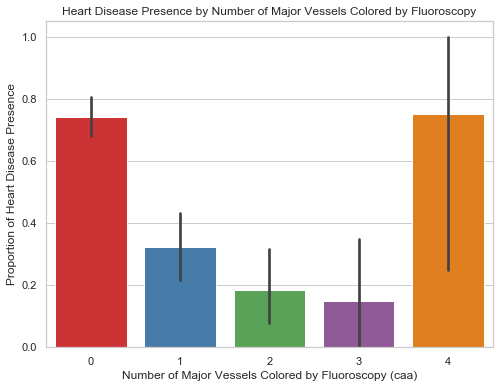 Heart Disease Presence by Number of Major Vessels Colored by Fluoroscopy
Proportion of Heart Disease Presence
1.0
0.8
0.6
0.4
0.2
0.0
0 1 2 3 4
Number of Major Vessels Colored by Fluoroscopy (caa)